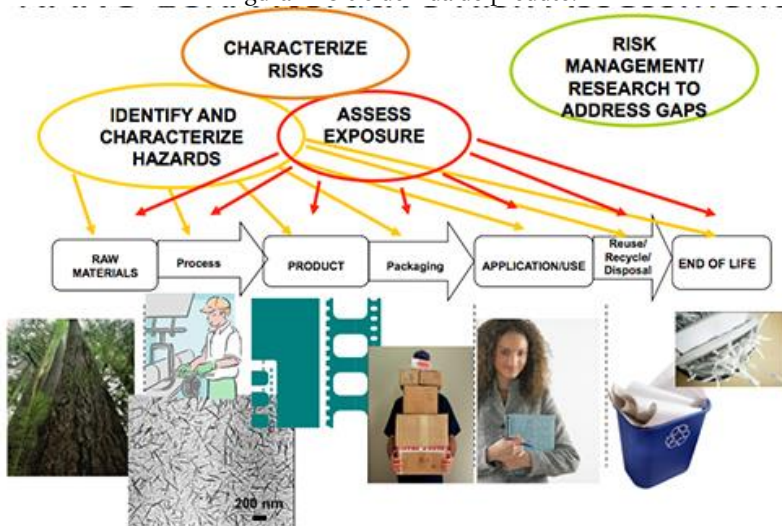 CHARACTERIZE
RISKS
RISK
MANAGEMENT/
RESEARCH TO
ADDRESS GAPS
IDENTIFY AND
CHARACTERIZE
HAZARDS
ASSESS
EXPOSURE
RAW
MATERIALS
Process
PRODUCT
Packaging
APPLICATION/USE
Reuse/
Recycle/
Disposal
END OF LIFE
200 nm